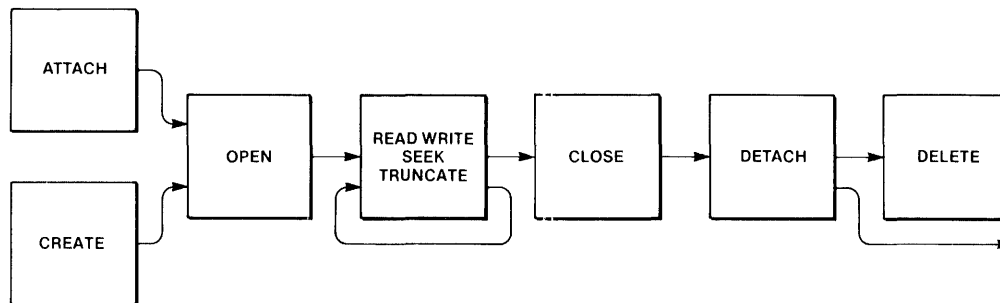 ATTACH
CREATE
OPEN
READ WRITE
SEEK
TRUNCATE
CLOSE
DETACH
DELETE